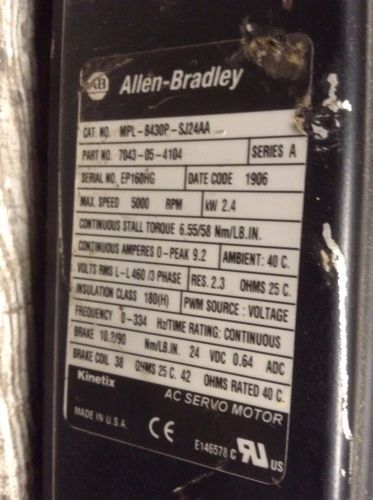 AB Allen-Bradley
CAT. NO. MPL-B430P-SJ24AA
PART NO. 7043-05-4104 SERIES A
SERIAL NO. EP160HG DATE CODE 1906
MAX. SPEED 5000 RPM kW 2.4
CONTINUOUS STALL TORQUE 6.55/58 Nm/LB.IN.
CONTINUOUS AMPERES 0-PEAK 9.2 AMBIENT: 40 C.
VOLTS RMS L-L460 /3 PHASE RES. 2.3 OHMS 25 C.
INSULATION CLASS 180(H) PWM SOURCE : VOLTAGE
FREQUENCY 0-334 Hz/TIME RATING: CONTINUOUS
BRAKE 10.2/90 Nm/LB.IN. 24 VDC 0.64 ADC
BRAKE COIL 38 OHMS 25 C. 42 OHMS RATED 40 C.
Kinetix AC SERVO MOTOR
MADE IN U.S.A. CE E146578 C RU US